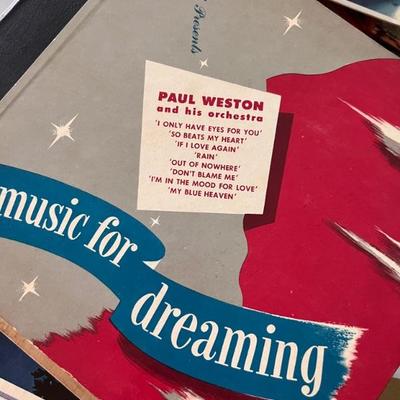 Presents
PAUL WESTON
and his orchestra
'I ONLY HAVE EYES FOR YOU'
'SO BEATS MY HEART'
'IF I LOVE AGAIN'
'RAIN'
'OUT OF NOWHERE'
'DON'T BLAME ME'
'I'M IN THE MOOD FOR LOVE'
'MY BLUE HEAVEN'
music for
dreaming